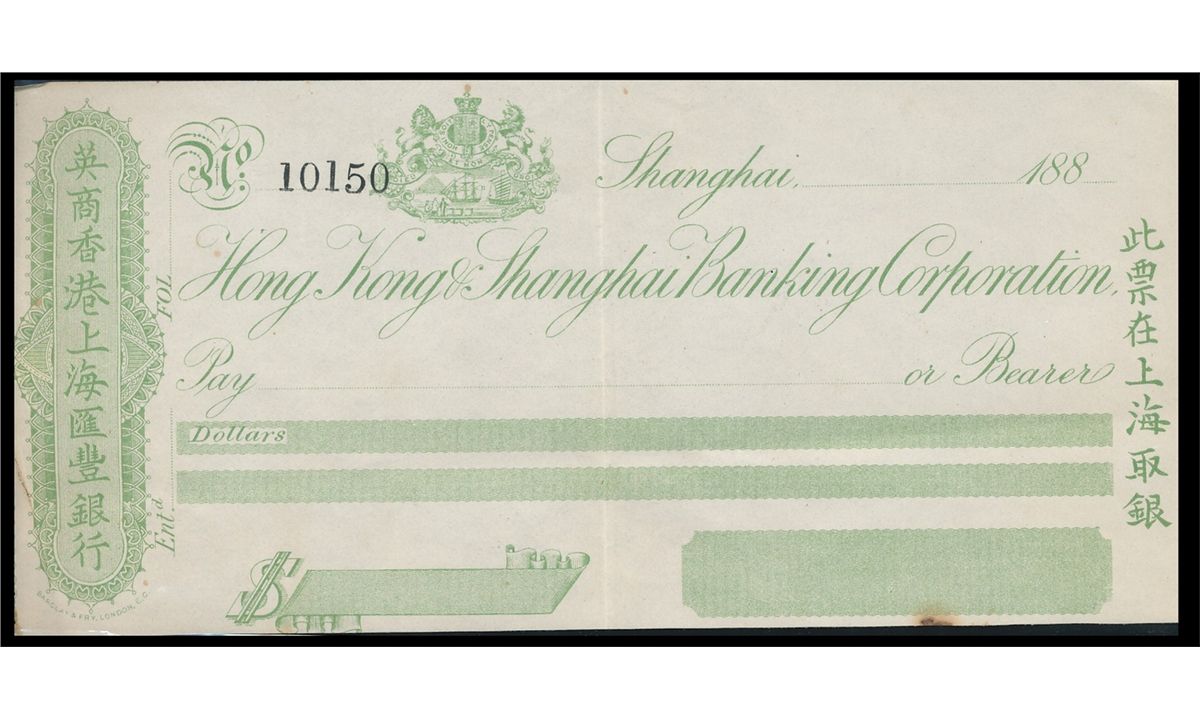 英商香港上海匯豐銀行
BARCLAY & FRY, LONDON, E.C.
No. 10150
Shanghai, 188
FOL.
Hong Kong & Shanghai Banking Corporation,
Pay or Bearer
Dollars
Entd.
$
此票在上海取銀